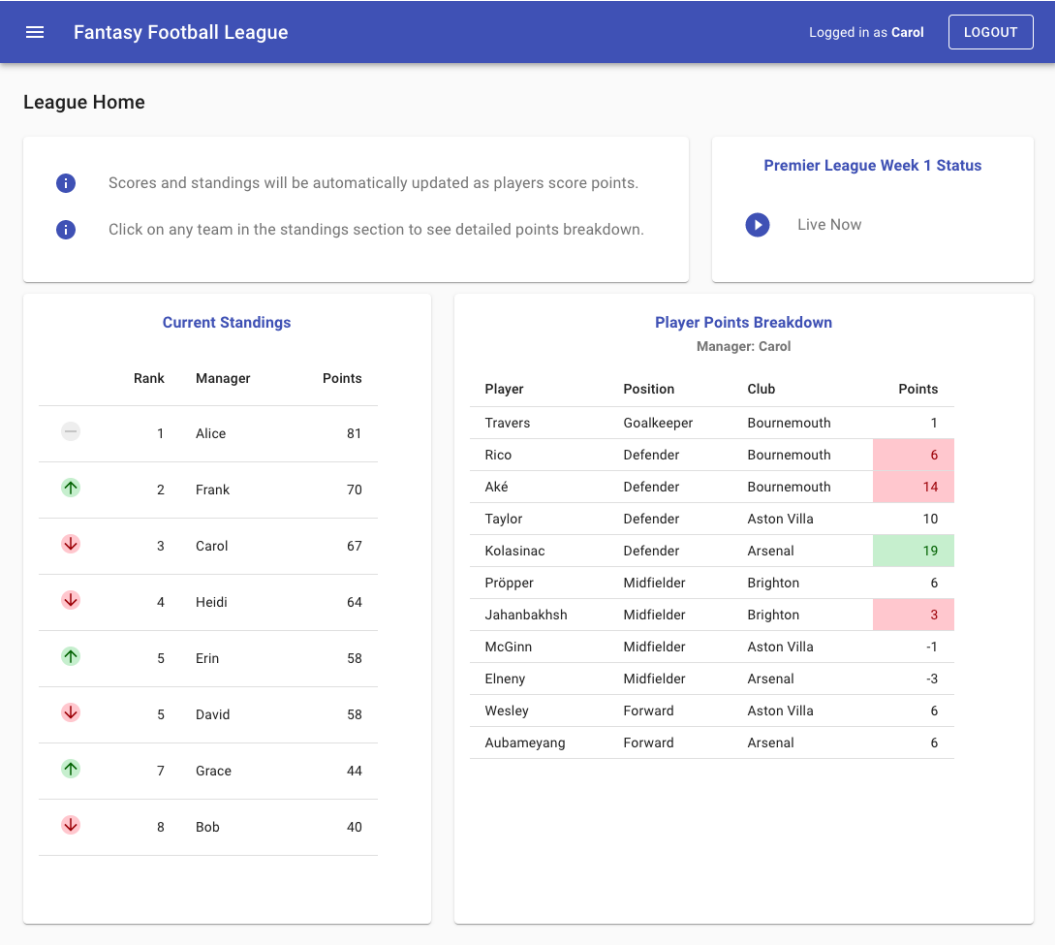 Fantasy Football League
Logged in as Carol
LOGOUT
League Home
Scores and standings will be automatically updated as players score points.
Click on any team in the standings section to see detailed points breakdown.
Premier League Week 1 Status
Live Now
Current Standings
Rank Manager Points
1 Alice 81
2 Frank 70
3 Carol 67
4 Heidi 64
5 Erin 58
5 David 58
7 Grace 44
8 Bob 40
Player Points Breakdown
Manager: Carol
Player Position Club Points
Travers Goalkeeper Bournemouth 1
Rico Defender Bournemouth 6
Aké Defender Bournemouth 14
Taylor Defender Aston Villa 10
Kolasinac Defender Arsenal 19
Pröpper Midfielder Brighton 6
Jahanbakhsh Midfielder Brighton 3
McGinn Midfielder Aston Villa -1
Elneny Midfielder Arsenal -3
Wesley Forward Aston Villa 6
Aubameyang Forward Arsenal 6